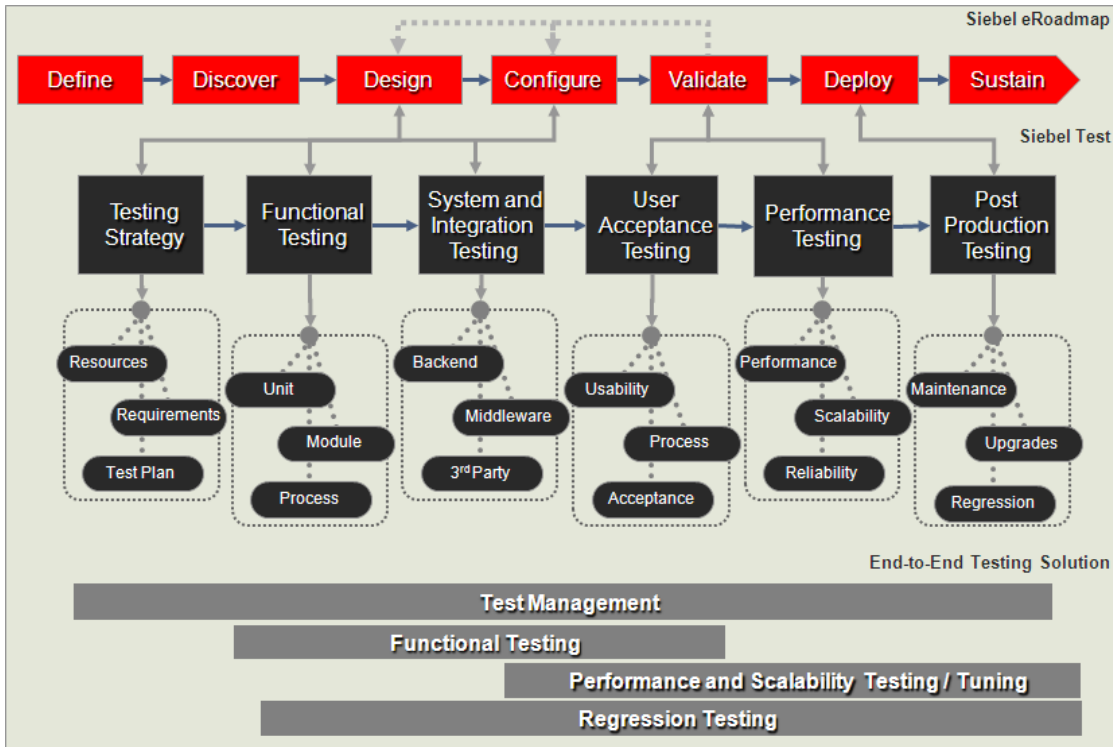 Siebel eRoadmap
Define
Discover
Design
Configure
Validate
Deploy
Sustain
Siebel Test
Testing
Strategy
Functional
Testing
System and
Integration
Testing
User
Acceptance
Testing
Performance
Testing
Post
Production
Testing
Resources
Requirements
Test Plan
Unit
Module
Process
Backend
Middleware
3rd Party
Usability
Process
Acceptance
Performance
Scalability
Reliability
Maintenance
Upgrades
Regression
End-to-End Testing Solution
Test Management
Functional Testing
Performance and Scalability Testing / Tuning
Regression Testing